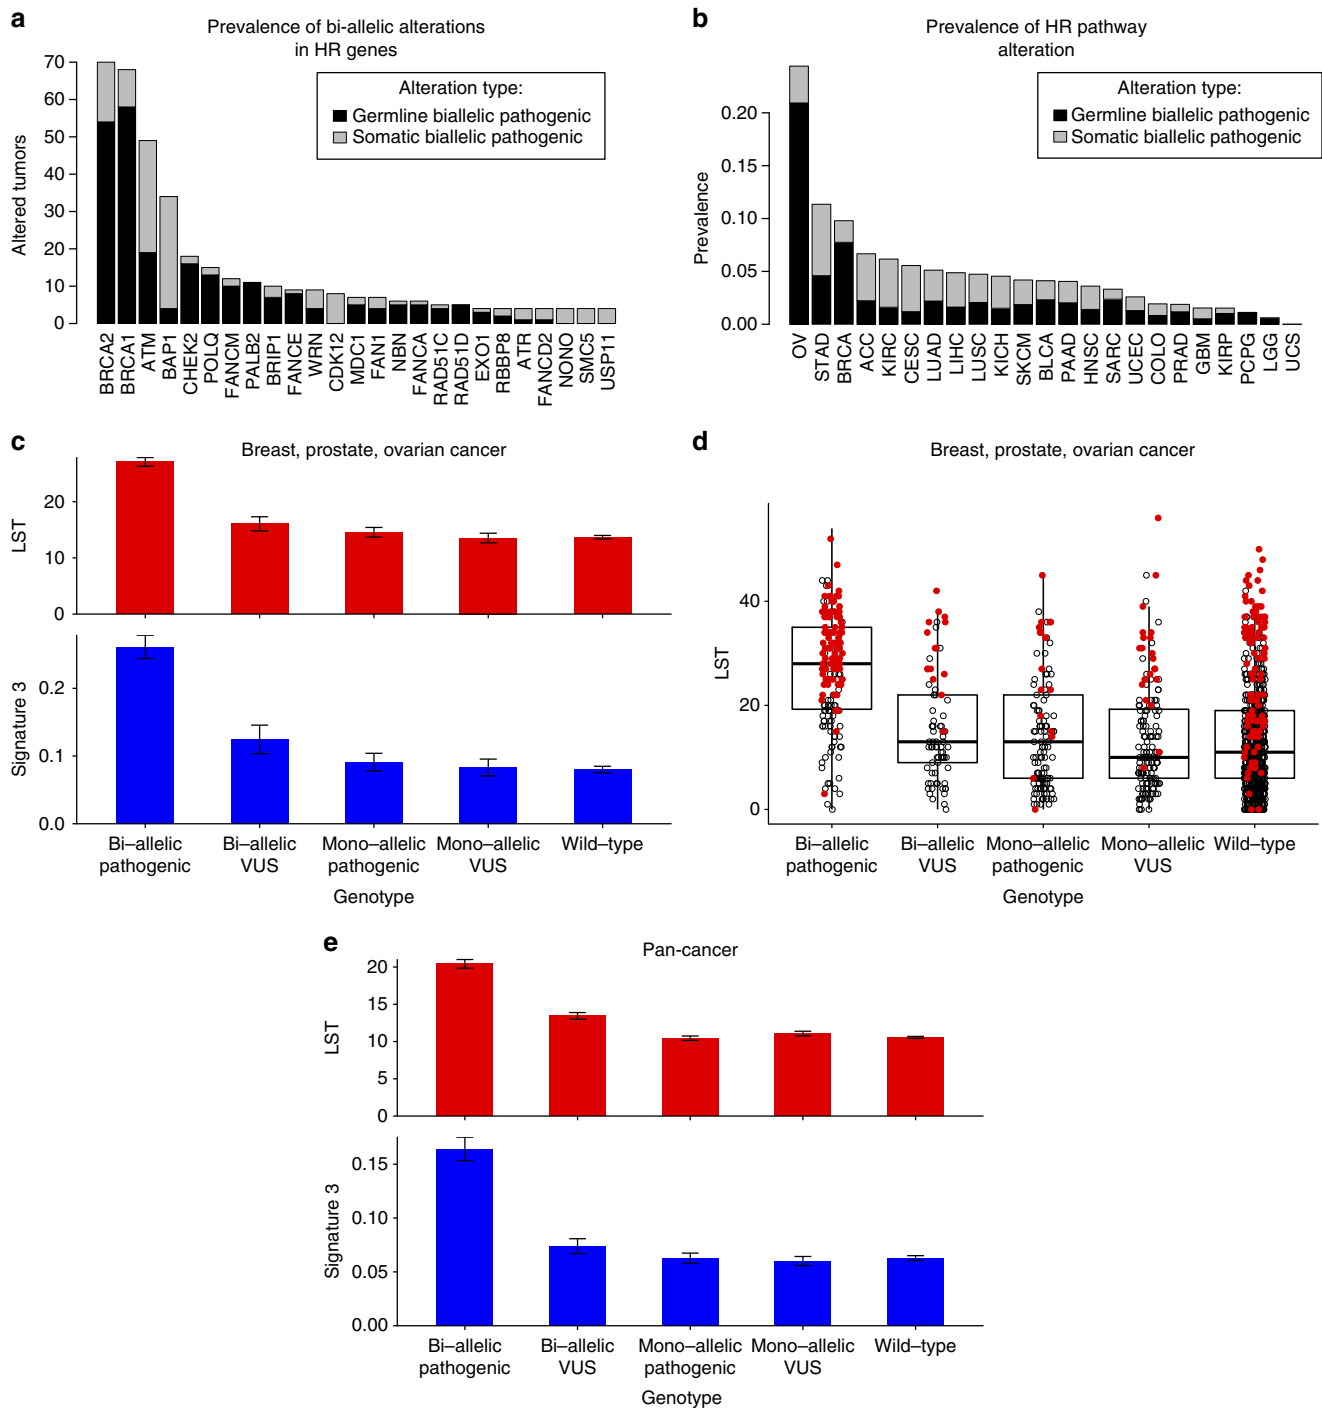 a
Prevalence of bi-allelic alterations
in HR genes
Altered tumors
70
60
50
40
30
20
10
0
Alteration type:
Germline biallelic pathogenic
Somatic biallelic pathogenic
BRCA2
BRCA1
ATM
BAP1
CHEK2
POLQ
FANCM
PALB2
BRIP1
FANCE
WRN
CDK12
MDC1
FAN1
NBN
FANCA
RAD51C
RAD51D
EXO1
RBBP8
ATR
FANCD2
NONO
SMC5
USP11
b
Prevalence of HR pathway
alteration
Prevalence
0.20
0.15
0.10
0.05
0.00
Alteration type:
Germline biallelic pathogenic
Somatic biallelic pathogenic
OV
STAD
BRCA
ACC
KIRC
CESC
LUAD
LIHC
LUSC
KICH
SKCM
BLCA
PAAD
HNSC
SARC
UCEC
COLO
PRAD
GBM
KIRP
PCPG
LGG
UCS
c
Breast, prostate, ovarian cancer
LST
20
10
0
Signature 3
0.2
0.1
0.0
Bi–allelic
pathogenic
Bi–allelic
VUS
Mono–allelic
pathogenic
Mono–allelic
VUS
Wild–type
Genotype
d
Breast, prostate, ovarian cancer
LST
40
20
0
Bi–allelic
pathogenic
Bi–allelic
VUS
Mono–allelic
pathogenic
Mono–allelic
VUS
Wild–type
Genotype
e
Pan-cancer
LST
20
15
10
5
0
Signature 3
0.15
0.10
0.05
0.00
Bi–allelic
pathogenic
Bi–allelic
VUS
Mono–allelic
pathogenic
Mono–allelic
VUS
Wild–type
Genotype